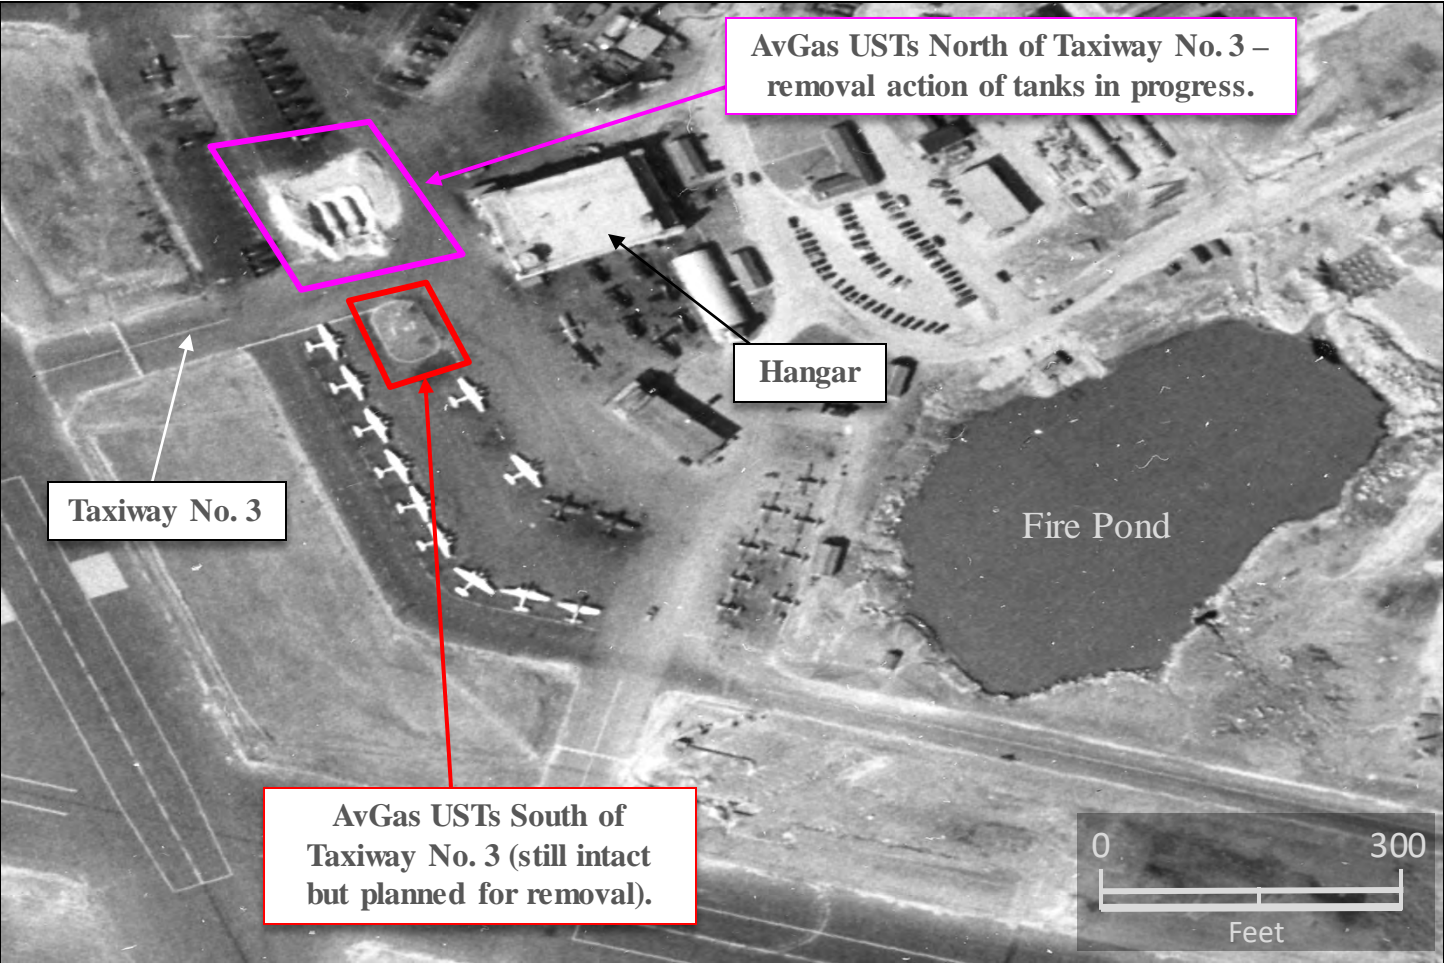 AvGas USTs North of Taxiway No. 3 –
removal action of tanks in progress.
Hangar
Taxiway No. 3
Fire Pond
AvGas USTs South of
Taxiway No. 3 (still intact
but planned for removal).
0 300
Feet